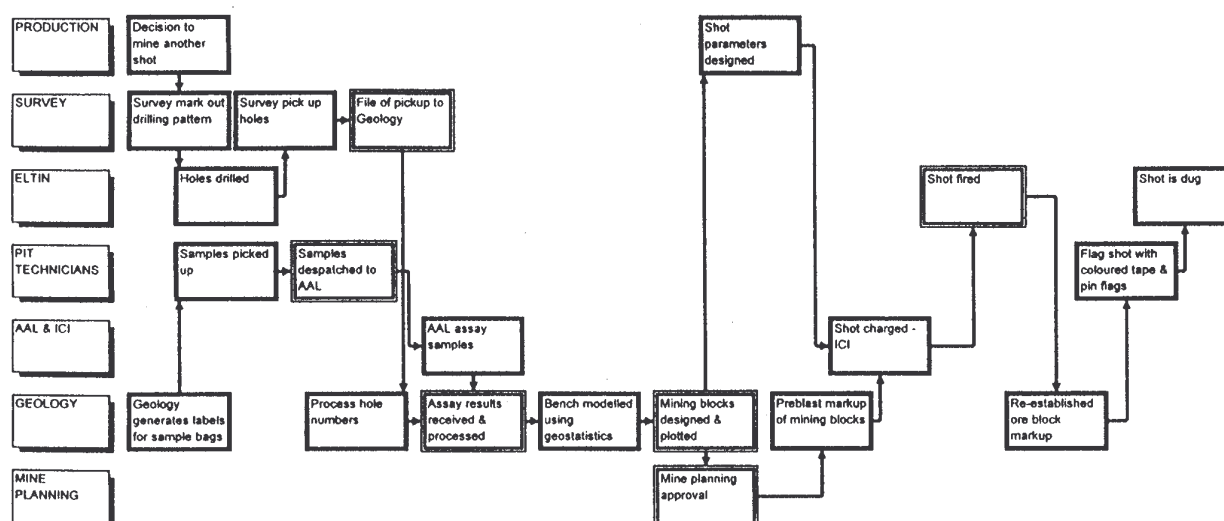 PRODUCTION
Decision to
mine another
shot
Shot
parameters
designed
SURVEY
Survey mark out
drilling pattern
Survey pick up
holes
File of pickup to
Geology
ELTIN
Holes drilled
Shot fired
Shot is dug
PIT
TECHNICIANS
Samples picked
up
Samples
despatched to
AAL
Flag shot with
coloured tape &
pin flags
AAL & ICI
AAL assay
samples
Shot charged -
ICI
GEOLOGY
Geology
generates labels
for sample bags
Process hole
numbers
Assay results
received &
processed
Bench modelled
using
geostatistics
Mining blocks
designed &
plotted
Preblast markup
of mining blocks
Re-established
ore block
markup
MINE
PLANNING
Mine planning
approval